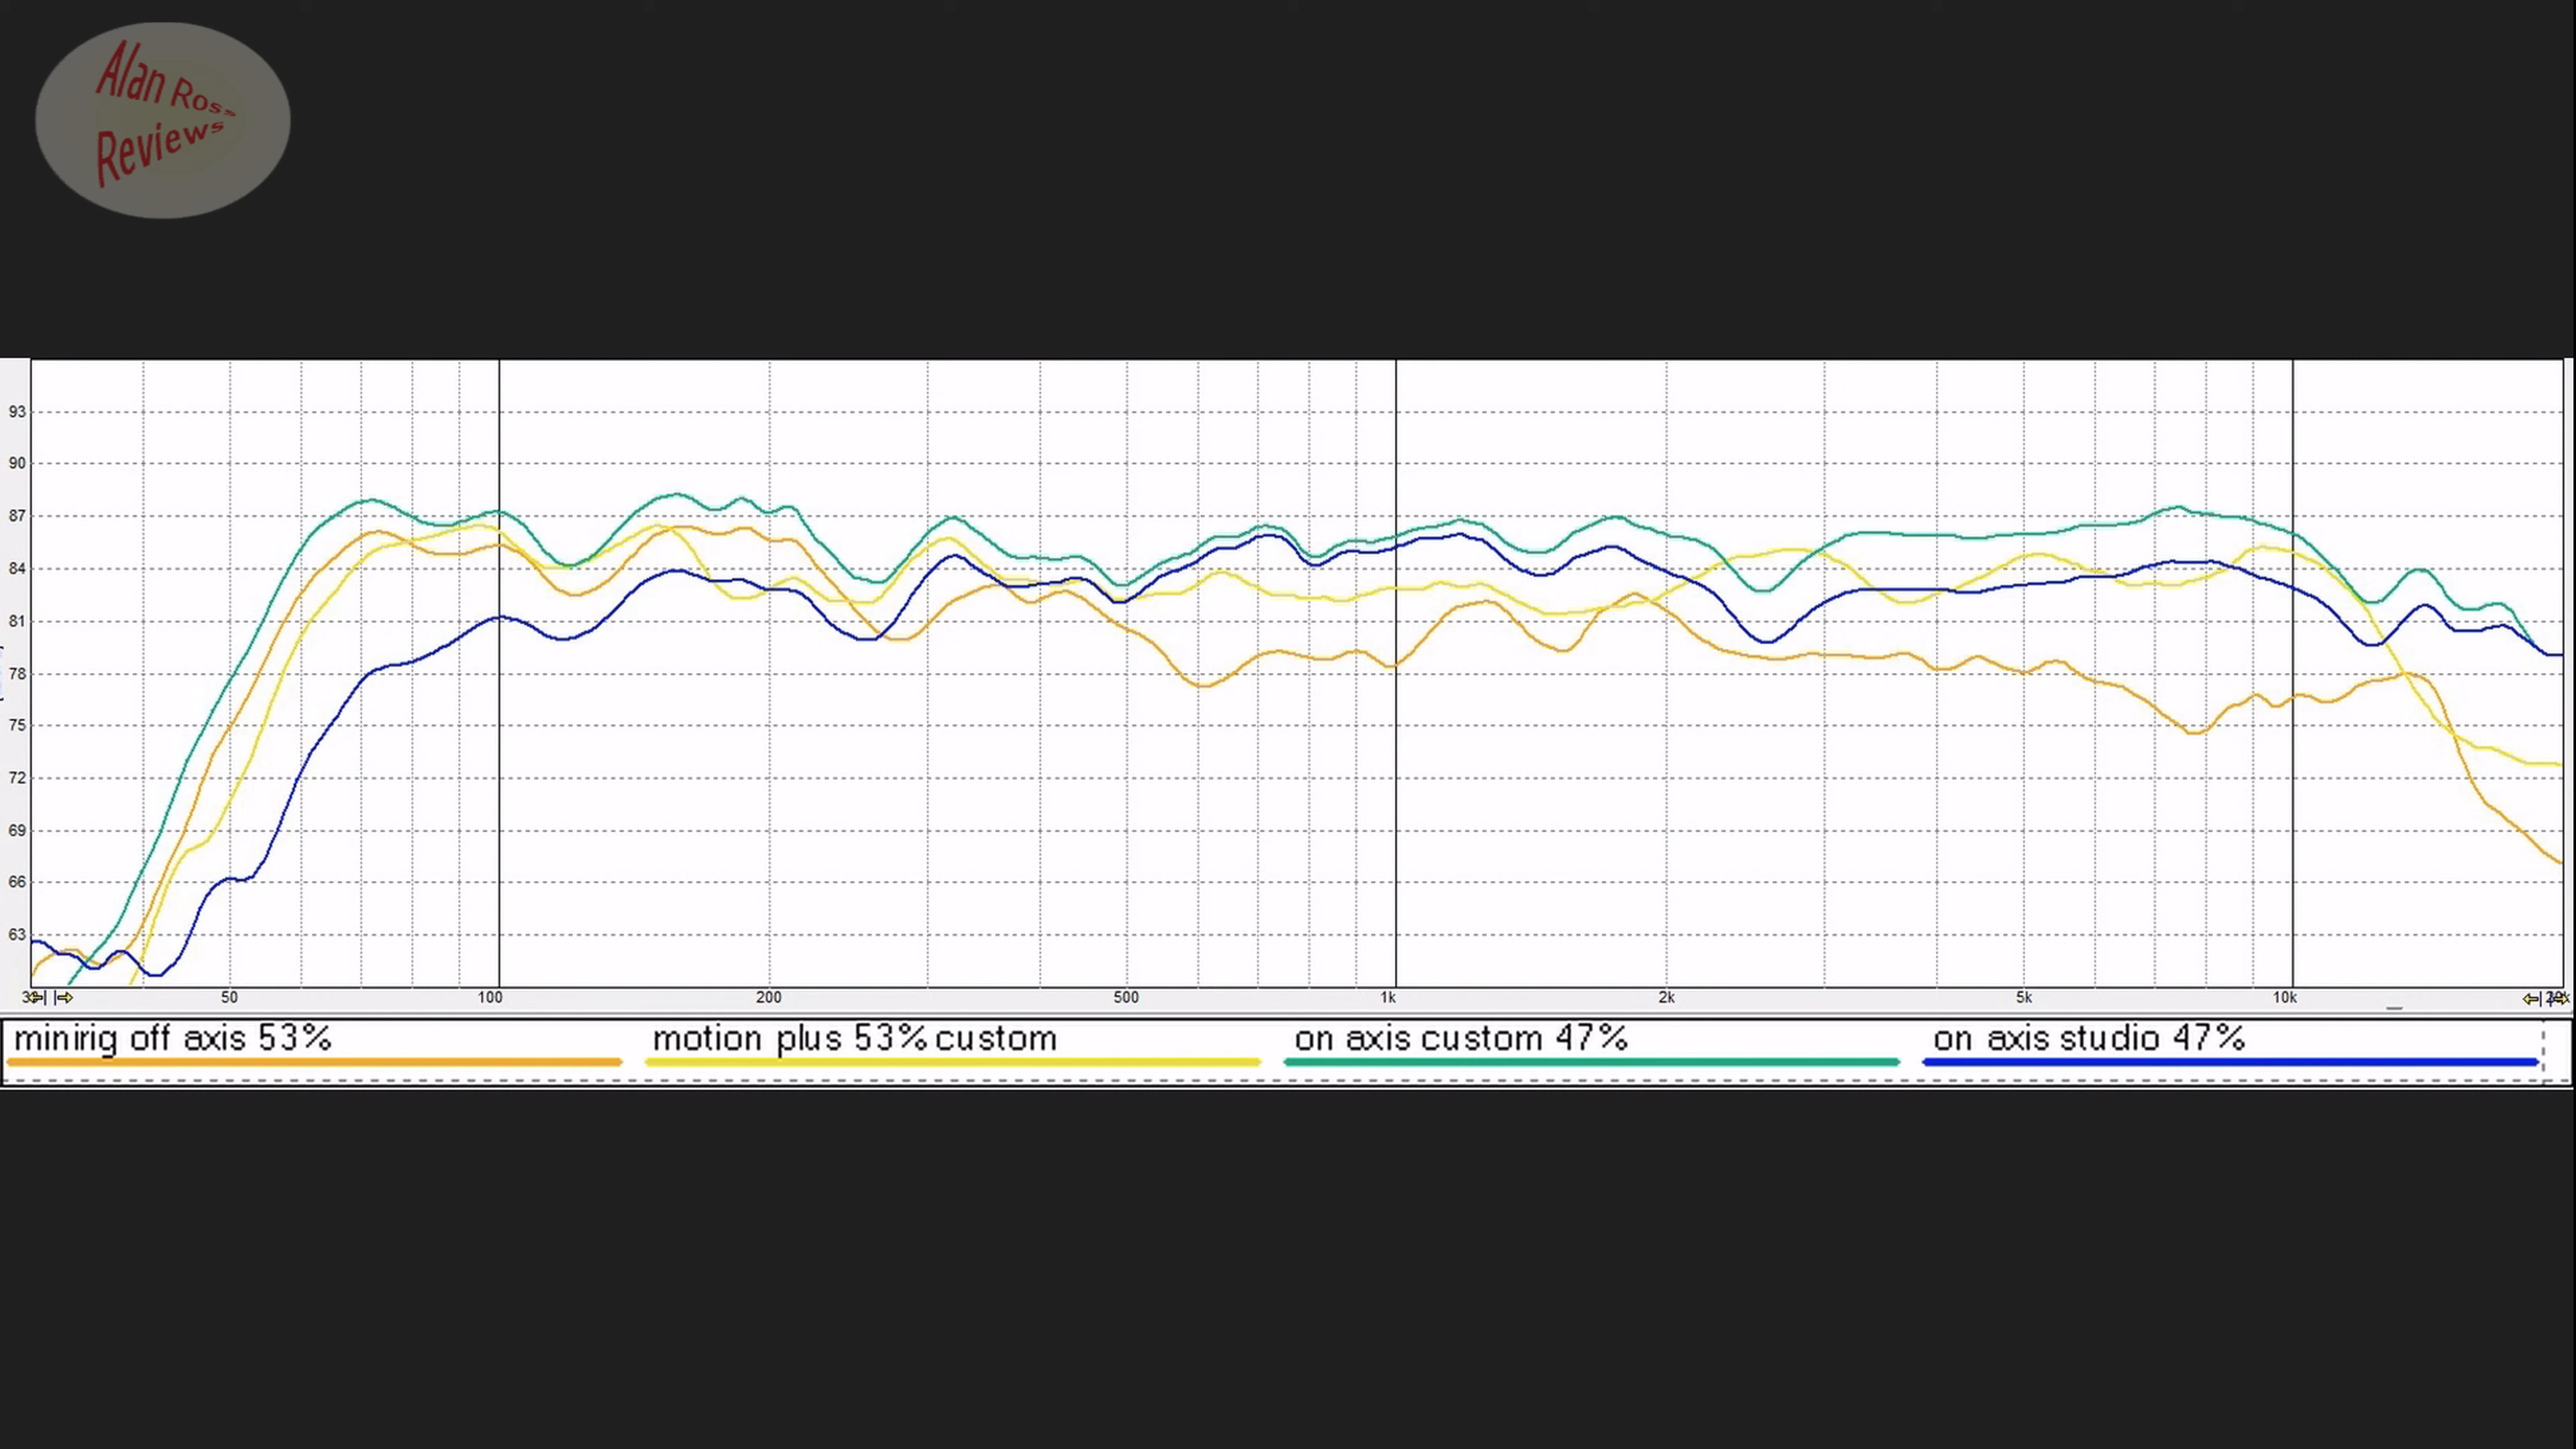 Alan Ross
Reviews
93
90
87
84
81
78
75
72
69
66
63
50 100 200 500 1k 2k 5k 10k
minirig off axis 53% motion plus 53% custom on axis custom 47% on axis studio 47%